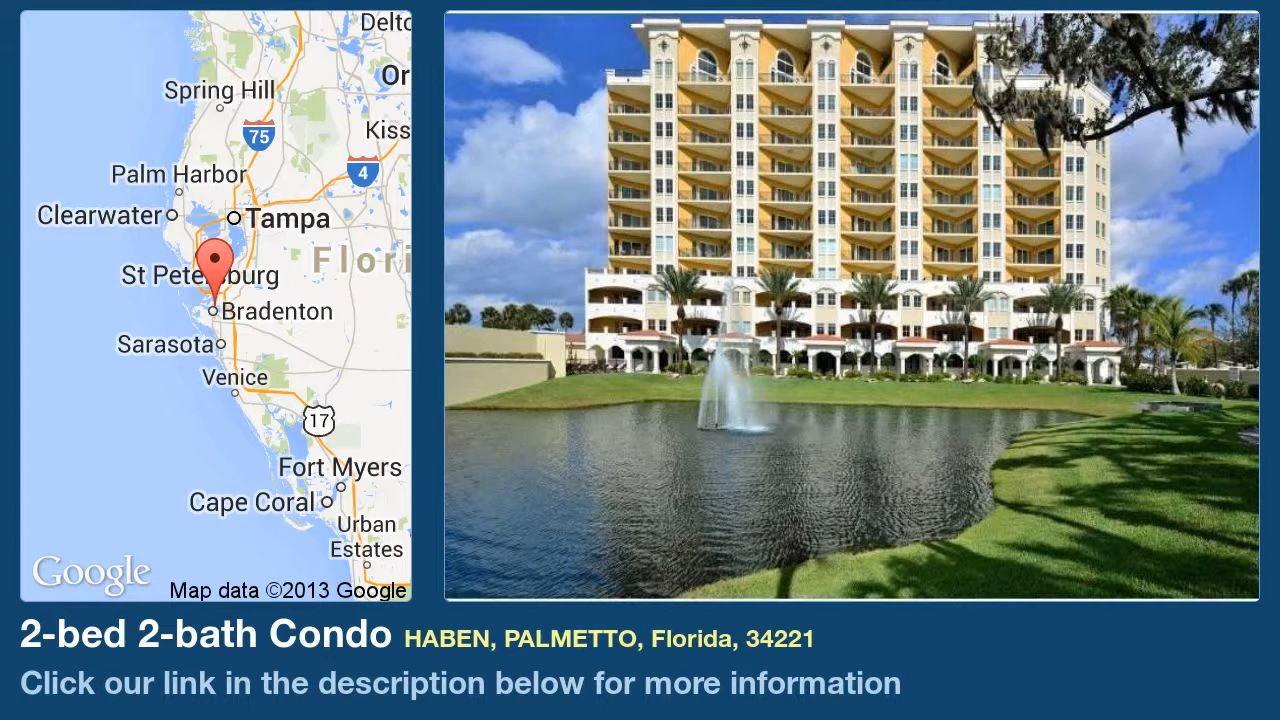 Delto
Or
Spring Hill
75
Kiss
Palm Harbor
4
Clearwater
Tampa
Flori
St Petersburg
Bradenton
Sarasota
Venice
17
Fort Myers
Cape Coral
Urban
Estates
Google
Map data ©2013 Google
2-bed 2-bath Condo HABEN, PALMETTO, Florida, 34221
Click our link in the description below for more information